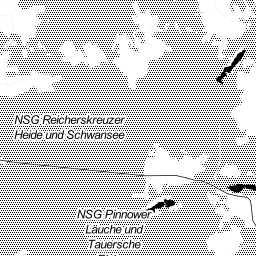 NSG Reicherskreuzer
Heide und Schwansee
NSG Pinnower
Läuche und
Tauersche